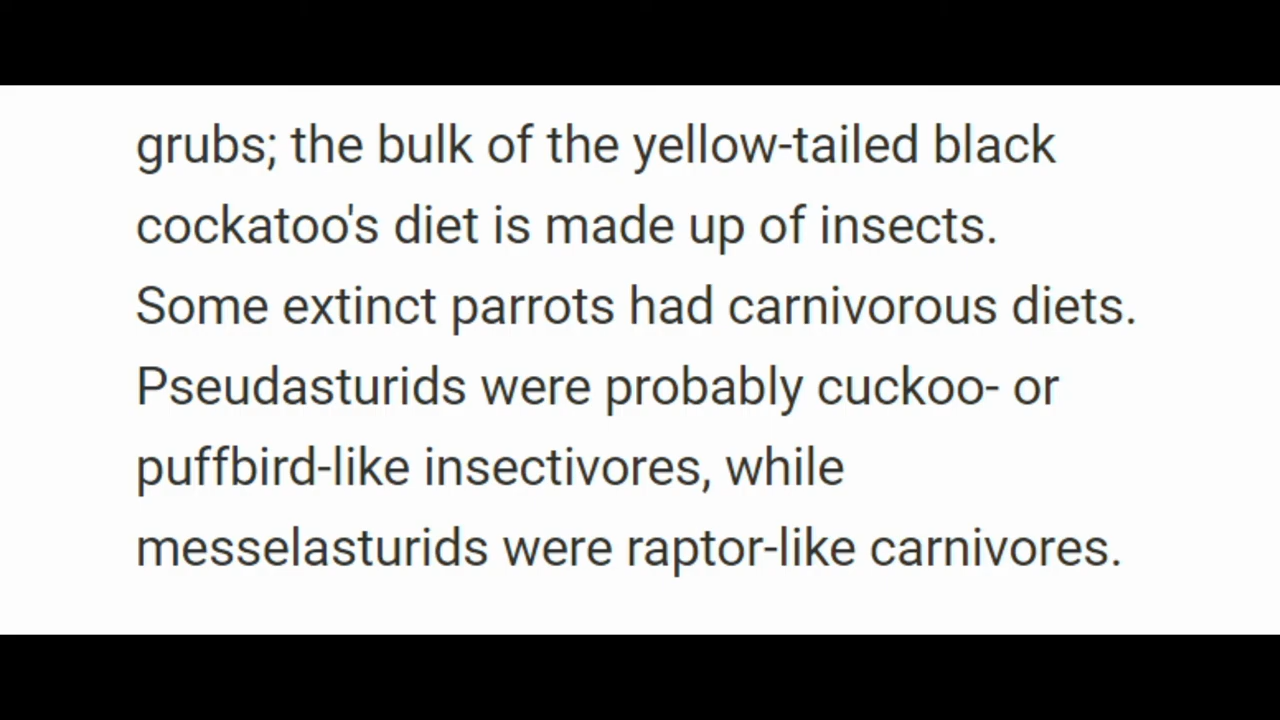 grubs; the bulk of the yellow-tailed black
cockatoo's diet is made up of insects.
Some extinct parrots had carnivorous diets.
Pseudasturids were probably cuckoo- or
puffbird-like insectivores, while
messelasturids were raptor-like carnivores.